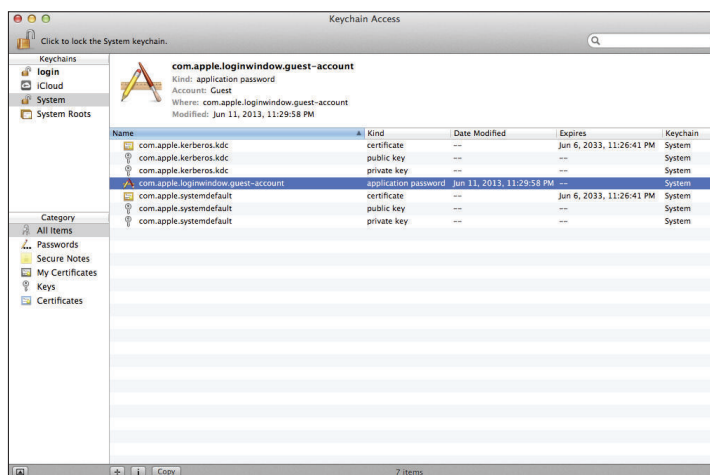 Keychain Access
Click to lock the System keychain.
Keychains
login
iCloud
System
System Roots
com.apple.loginwindow.guest-account
Kind: application password
Account: Guest
Where: com.apple.loginwindow.guest-account
Modified: Jun 11, 2013, 11:29:58 PM
Name Kind Date Modified Expires Keychain
com.apple.kerberos.kdc certificate -- Jun 6, 2033, 11:26:41 PM System
com.apple.kerberos.kdc public key -- -- System
com.apple.kerberos.kdc private key -- -- System
com.apple.loginwindow.guest-account application password Jun 11, 2013, 11:29:58 PM -- System
com.apple.systemdefault certificate -- Jun 6, 2033, 11:26:41 PM System
com.apple.systemdefault public key -- -- System
com.apple.systemdefault private key -- -- System
Category
All Items
Passwords
Secure Notes
My Certificates
Keys
Certificates
+ i Copy 7 items